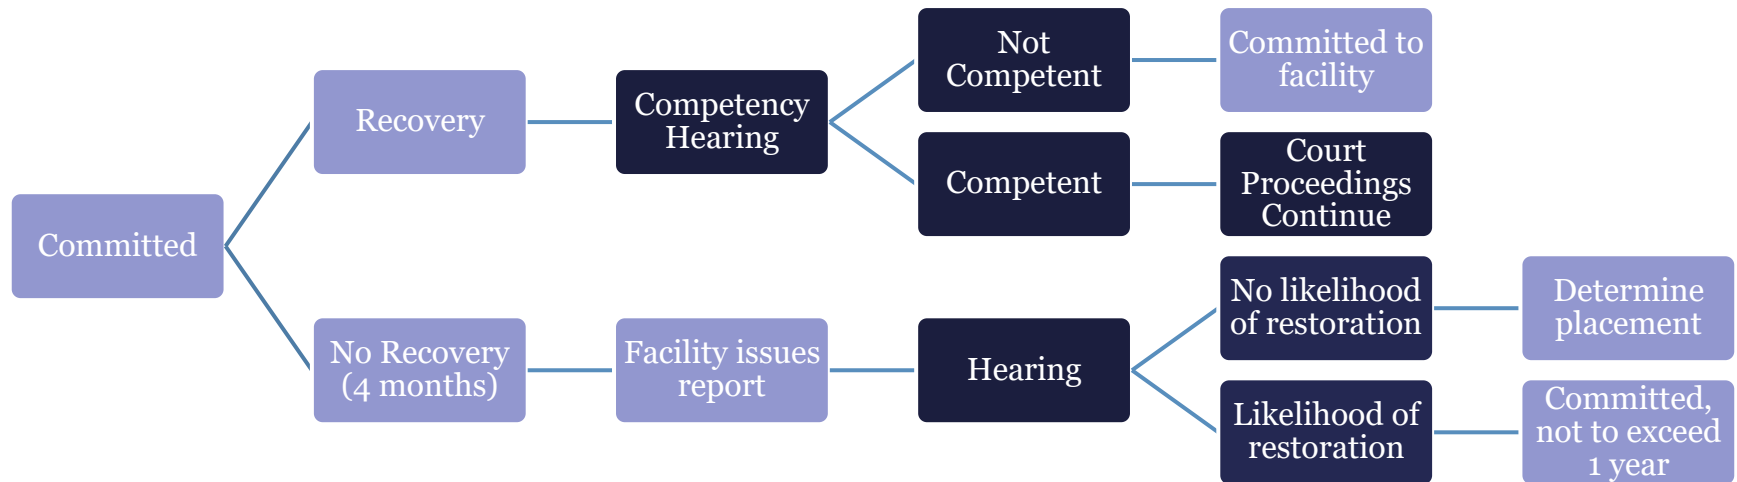 Committed
Recovery
Competency
Hearing
Not
Competent
Committed to
facility
Competent
Court
Proceedings
Continue
No Recovery
(4 months)
Facility issues
report
Hearing
No likelihood
of restoration
Determine
placement
Likelihood of
restoration
Committed,
not to exceed
1 year